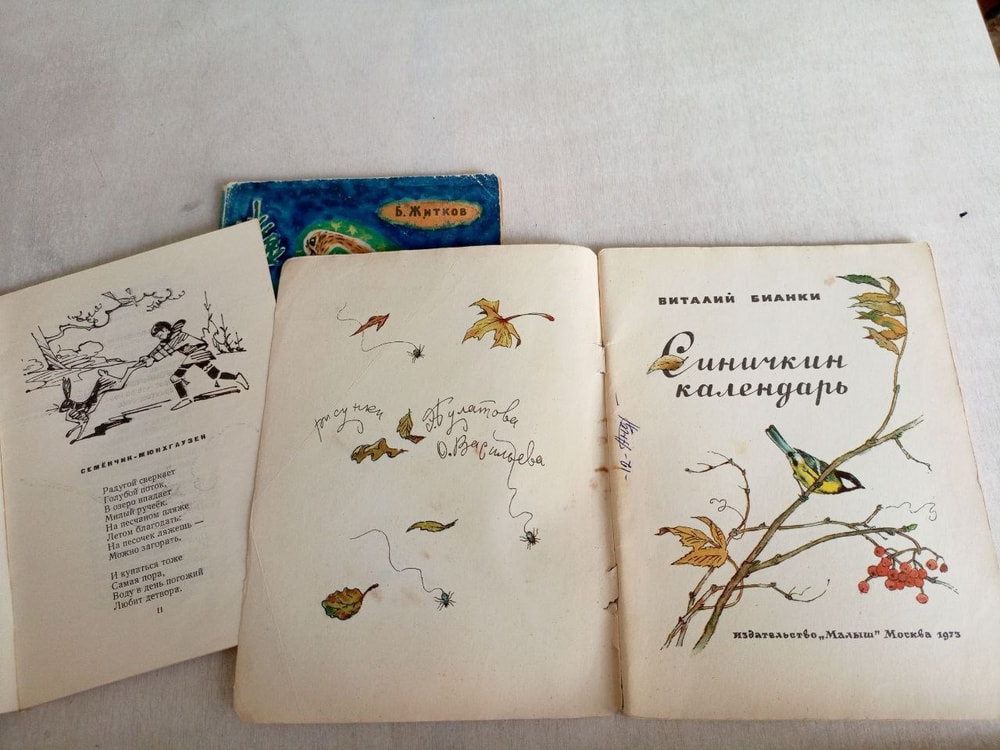 Б. Житков
СЕМЁНЧИК-МЮНХГАУЗЕН
Радугой сверкает
Голубой поток,
В озеро впадает
Милый ручеёк.
На песчаном пляже
Летом благодать:
На песочек ляжешь —
Можно загорать.
И купаться тоже
Самая пора,
Воду в день погожий
Любит детвора.
11
рисунки
Э. Булатова
О. Васильева
ВИТАЛИЙ БИАНКИ
Синичкин
календарь
издательство „Малыш" Москва 1973